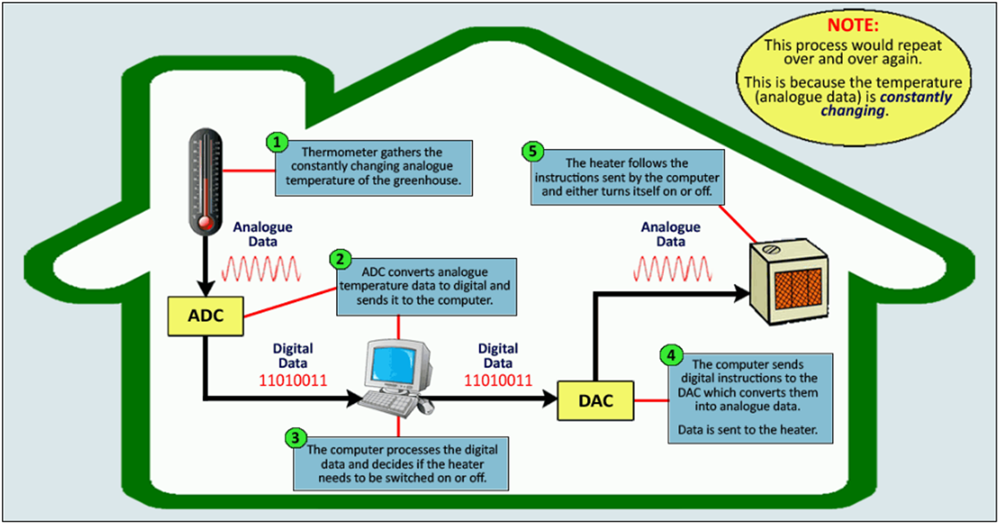 NOTE:
This process would repeat
over and over again.
This is because the temperature
(analogue data) is constantly
changing.
1
Thermometer gathers the
constantly changing analogue
temperature of the greenhouse.
5
The heater follows the
instructions sent by the computer
and either turns itself on or off.
Analogue
Data
2
ADC converts analogue
temperature data to digital and
sends it to the computer.
Analogue
Data
ADC
Digital
Data
11010011
Digital
Data
11010011
DAC
4
The computer sends
digital instructions to the
DAC which converts them
into analogue data.
Data is sent to the heater.
3
The computer processes the digital
data and decides if the heater
needs to be switched on or off.